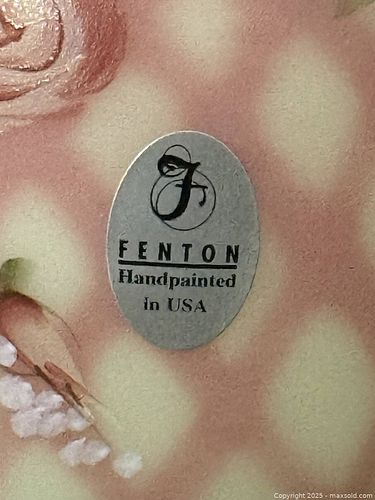 F
FENTON
Handpainted
In USA
Copyright 2025 - maxsold.com